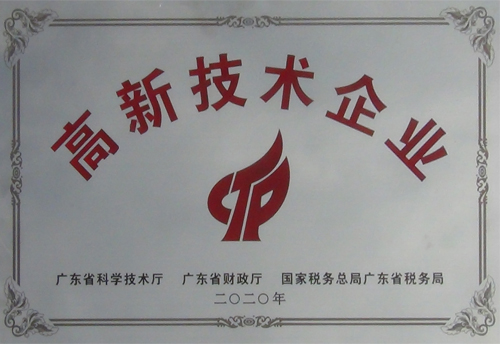 高新技术企业
广东省科学技术厅 广东省财政厅 国家税务总局广东省税务局
二〇二〇年